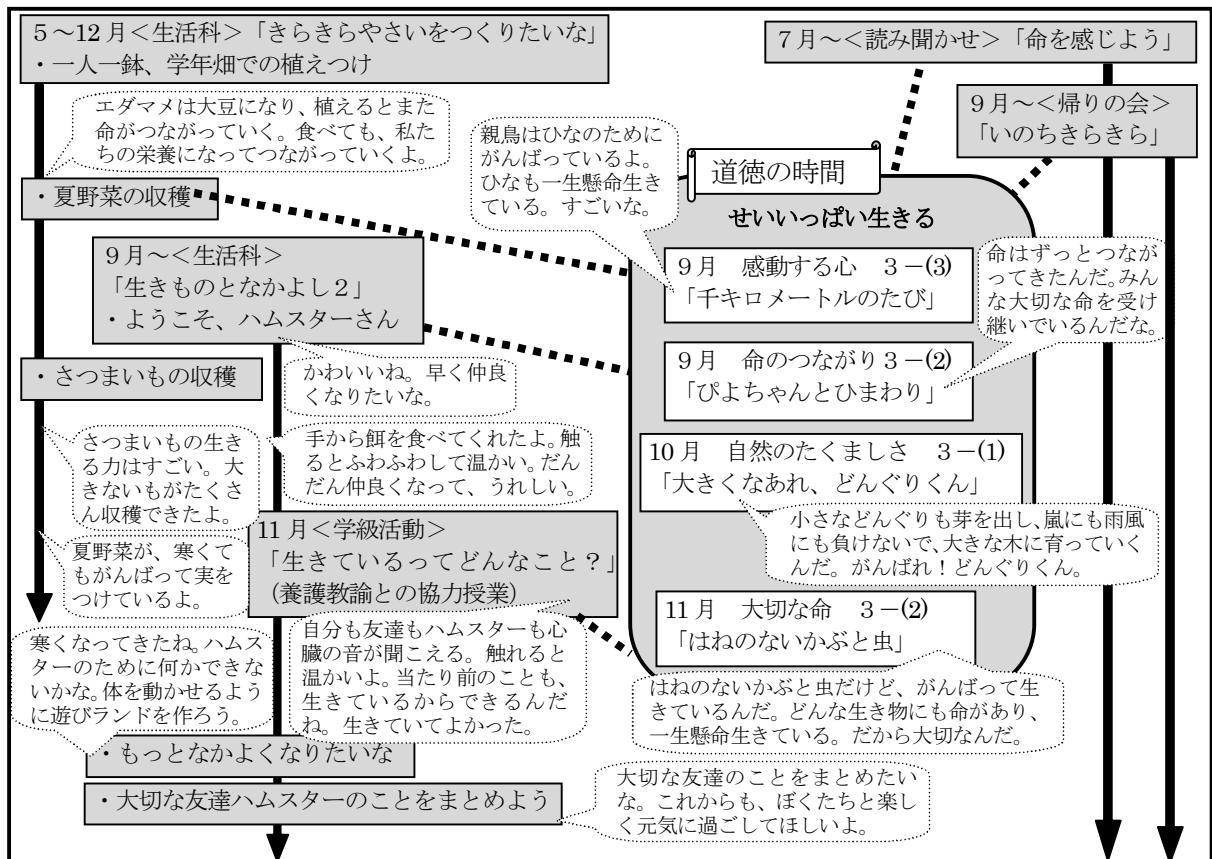 5~12月<生活科>「きらきらやさいをつくりたいな」
・一人一鉢、学年畑での植えつけ
7月~<読み聞かせ>「命を感じよう」
9月~<帰りの会>
「いのちきらきら」
エダマメは大豆になり、植えるとまた
命がつながっていく。食べても、私た
ちの栄養になってつながっていくよ。
親鳥はひなのために
がんばっているよ。
ひなも一生懸命生き
ている。すごいな。
道徳の時間
せいいっぱい生きる
・夏野菜の収穫
9月~<生活科>
「生きものとなかよし2」
・ようこそ、ハムスターさん
9月 感動する心 3-(3)
「千キロメートルのたび」
命はずっとつなが
ってきたんだ。みん
な大切な命を受け
継いでいるんだな。
9月 命のつながり3-(2)
「ぴよちゃんとひまわり」
・さつまいもの収穫
かわいいね。早く仲良
くなりたいな。
さつまいもの生き
る力はすごい。大
きないもがたくさ
ん収穫できたよ。
手から餌を食べてくれたよ。触
るとふわふわして温かい。だん
だん仲良くなって、うれしい。
10月 自然のたくましさ 3-(1)
「大きくなあれ、どんぐりくん」
小さなどんぐりも芽を出し、嵐にも雨風
にも負けないで、大きな木に育っていく
んだ。がんばれ!どんぐりくん。
夏野菜が、寒くて
もがんばって実を
つけているよ。
11月<学級活動>
「生きているってどんなこと?」
(養護教諭との協力授業)
11月 大切な命 3-(2)
「はねのないかぶと虫」
寒くなってきたね。ハムス
ターのために何かできな
いかな。体を動かせるよう
に遊びランドを作ろう。
自分も友達もハムスターも心
臓の音が聞こえる。触れると
温かいよ。当たり前のことも、
生きているからできるんだ
ね。生きていてよかった。
はねのないかぶと虫だけど、がんばって生
きているんだ。どんな生き物にも命があり、
一生懸命生きている。だから大切なんだ。
・もっとなかよくなりたいな
・大切な友達ハムスターのことをまとめよう
大切な友達のことをまとめたい
な。これからも、ぼくたちと楽し
く元気に過ごしてほしいよ。